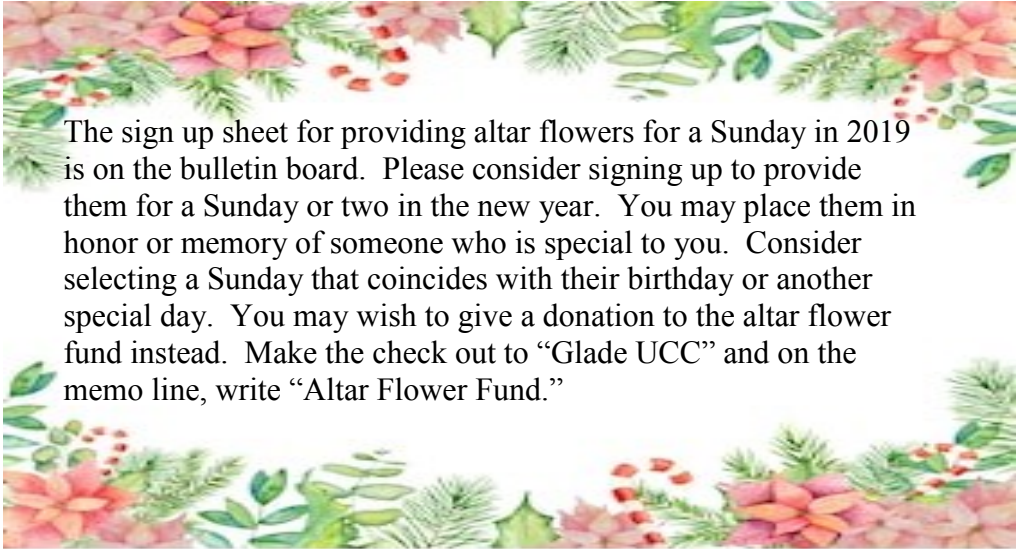 The sign up sheet for providing altar flowers for a Sunday in 2019
is on the bulletin board.  Please consider signing up to provide
them for a Sunday or two in the new year.  You may place them in
honor or memory of someone who is special to you.  Consider
selecting a Sunday that coincides with their birthday or another
special day.  You may wish to give a donation to the altar flower
fund instead.  Make the check out to “Glade UCC” and on the
memo line, write “Altar Flower Fund.”